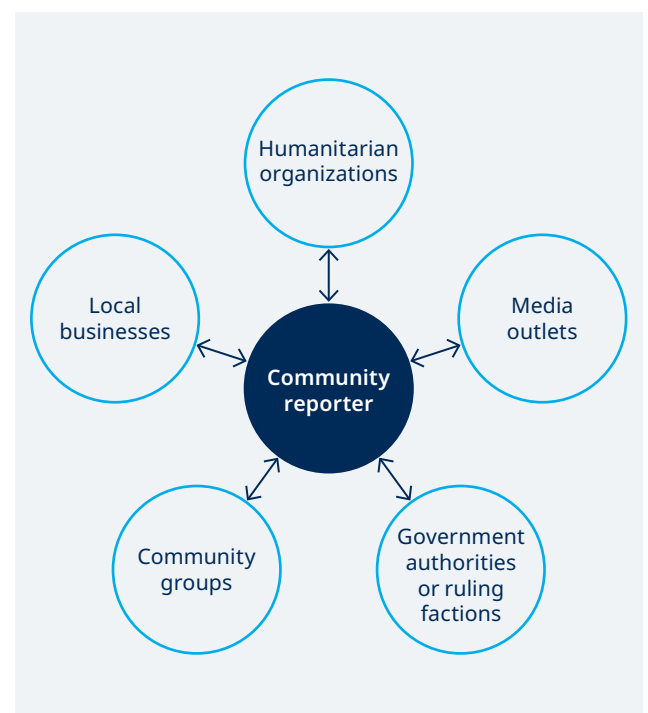 Humanitarian
organizations
Local
businesses
Media
outlets
Community
reporter
Community
groups
Government
authorities
or ruling
factions